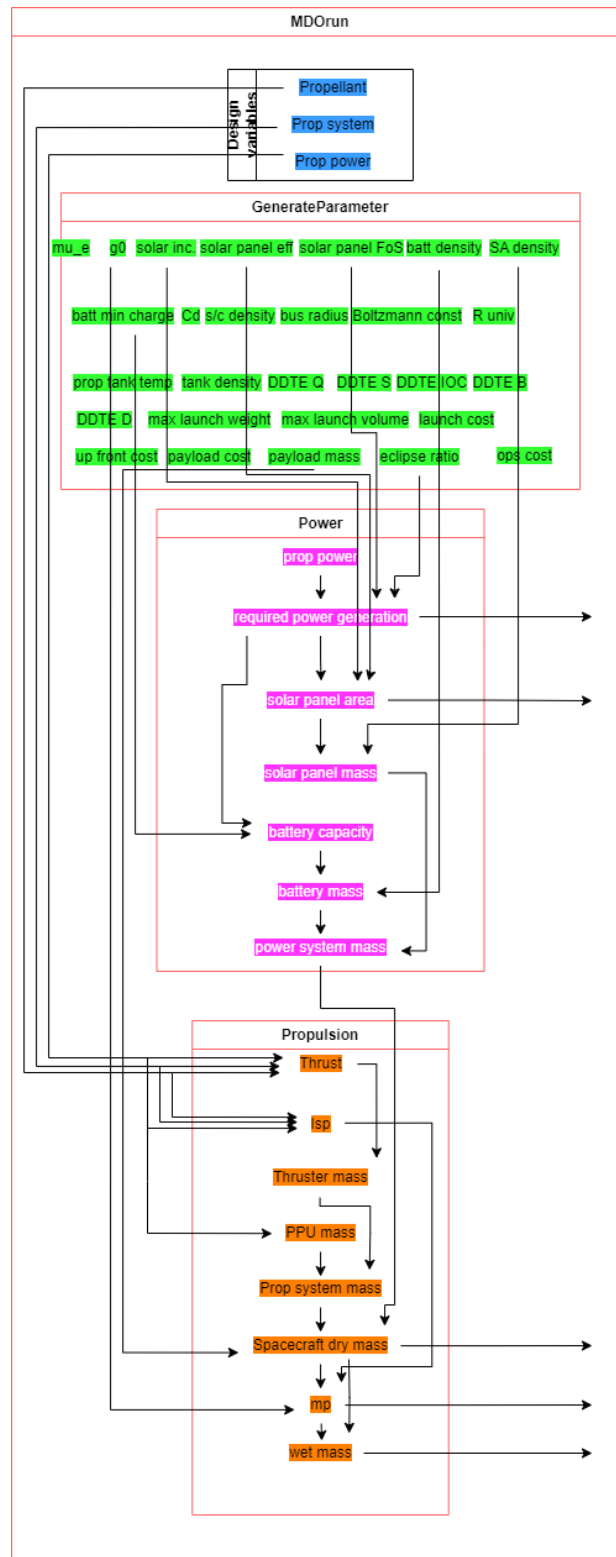 MDOrun
Propellant
Design variables
Prop system
Prop power
GenerateParameter
mu_e g0 solar inc. solar panel eff solar panel FoS batt density SA density
batt min charge Cd s/c density bus radius Boltzmann const R univ
prop tank temp tank density DDTE Q DDTE S DDTE IOC DDTE B
DDTE D max launch weight max launch volume launch cost
up front cost payload cost payload mass eclipse ratio ops cost
Power
prop power
required power generation
solar panel area
solar panel mass
battery capacity
battery mass
power system mass
Propulsion
Thrust
Isp
Thruster mass
PPU mass
Prop system mass
Spacecraft dry mass
mp
wet mass